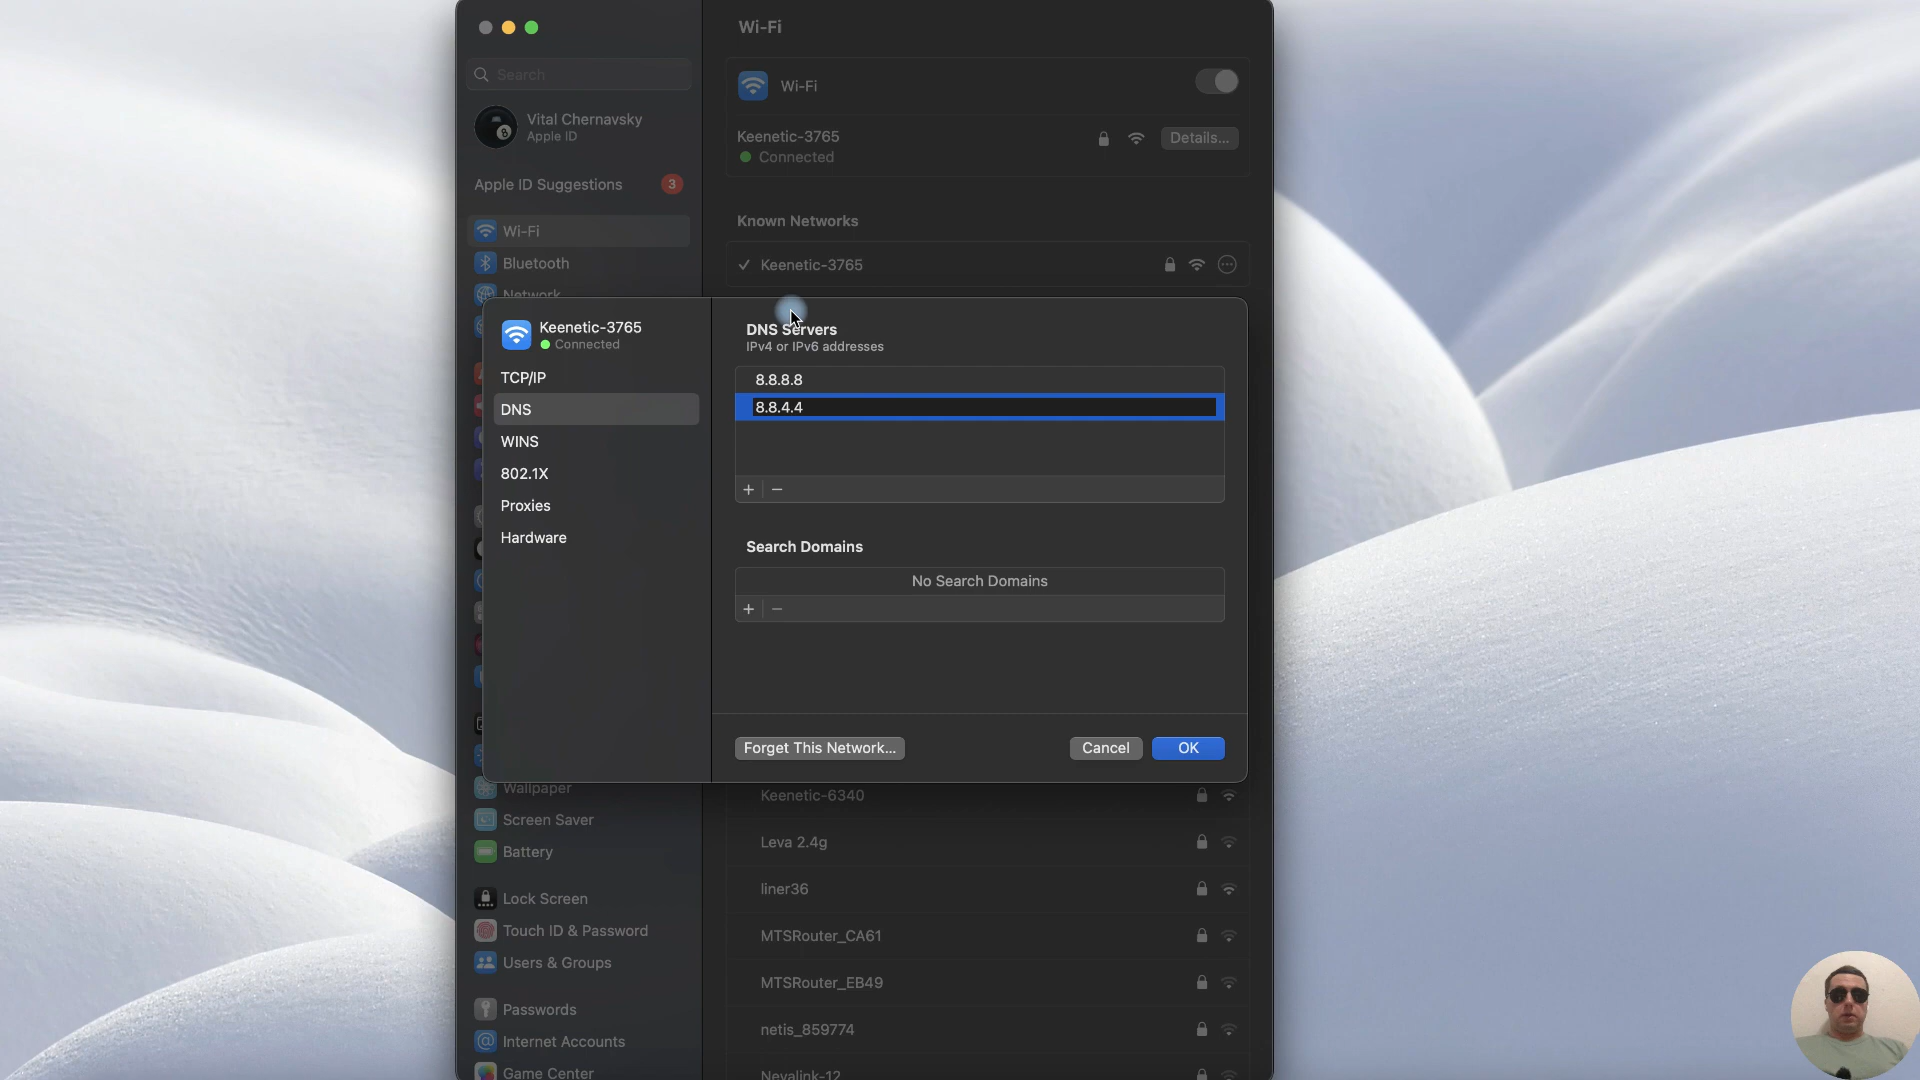 Wi-Fi
Search
Wi-Fi
Vital Chernavsky
Apple ID
Keenetic-3765
Connected
Details...
Apple ID Suggestions
3
Known Networks
Wi-Fi
Bluetooth
Network
Keenetic-3765
Keenetic-3765
Connected
TCP/IP
DNS
WINS
802.1X
Proxies
Hardware
DNS Servers
IPv4 or IPv6 addresses
8.8.8.8
8.8.4.4
+
−
Search Domains
No Search Domains
+
−
Forget This Network...
Cancel
OK
Wallpaper
Screen Saver
Battery
Lock Screen
Touch ID & Password
Users & Groups
Passwords
Internet Accounts
Game Center
Keenetic-6340
Leva 2.4g
liner36
MTSRouter_CA61
MTSRouter_EB49
netis_859774
Nevalink-12